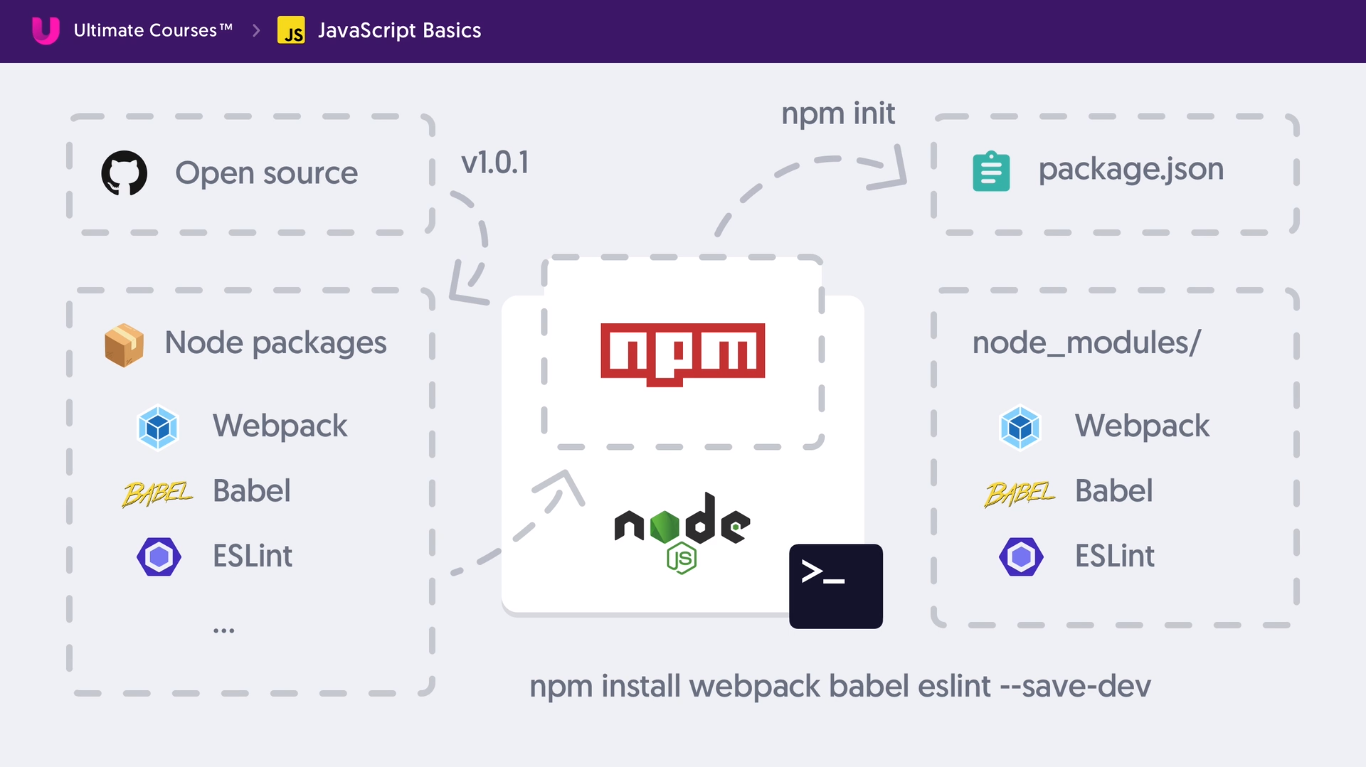 Ultimate Courses™ > JS JavaScript Basics
Open source
v1.0.1
npm init
package.json
Node packages
Webpack
BABEL Babel
ESLint
...
npm
node
JS
>_
node_modules/
Webpack
BABEL Babel
ESLint
npm install webpack babel eslint --save-dev